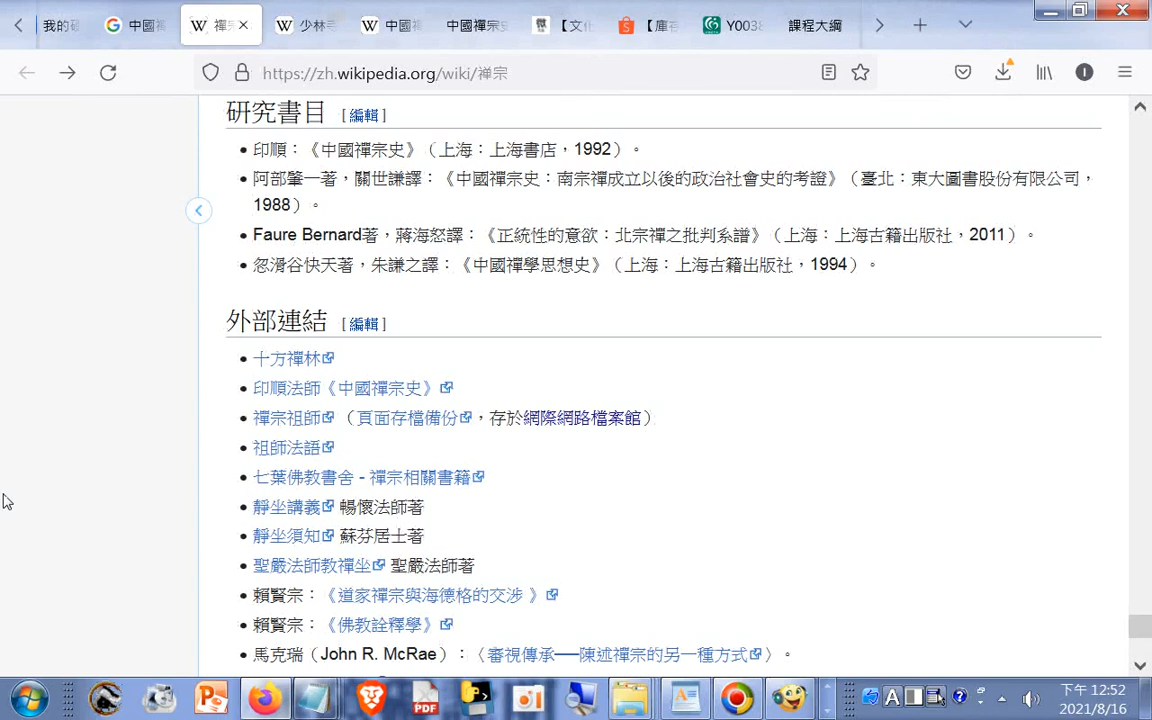 我的
中國
禪
少林
中國
中國禪宗
【文化
【庫
Y003
課程大綱
https://zh.wikipedia.org/wiki/禅宗
研究書目 [編輯]
印順：《中國禪宗史》（上海：上海書店，1992）。
阿部肇一著，關世謙譯：《中國禪宗史：南宗禪成立以後的政治社會史的考證》（臺北：東大圖書股份有限公司，
1988）。
Faure Bernard著，蔣海怒譯：《正統性的意欲：北宗禪之批判系譜》（上海：上海古籍出版社，2011）。
忽滑谷快天著，朱謙之譯：《中國禪學思想史》（上海：上海古籍出版社，1994）。
外部連結 [編輯]
十方禪林
印順法師《中國禪宗史》
禪宗祖師（頁面存檔備份，存於網際網路檔案館）
祖師法語
七葉佛教書舍 - 禪宗相關書籍
靜坐講義 暢懷法師著
靜坐須知 蘇芬居士著
聖嚴法師教禪坐 聖嚴法師著
賴賢宗：《道家禪宗與海德格的交涉 》
賴賢宗：《佛教詮釋學》
馬克瑞（John R. McRae）：〈審視傳承──陳述禪宗的另一種方式〉。
下午 12:52
2021/8/16